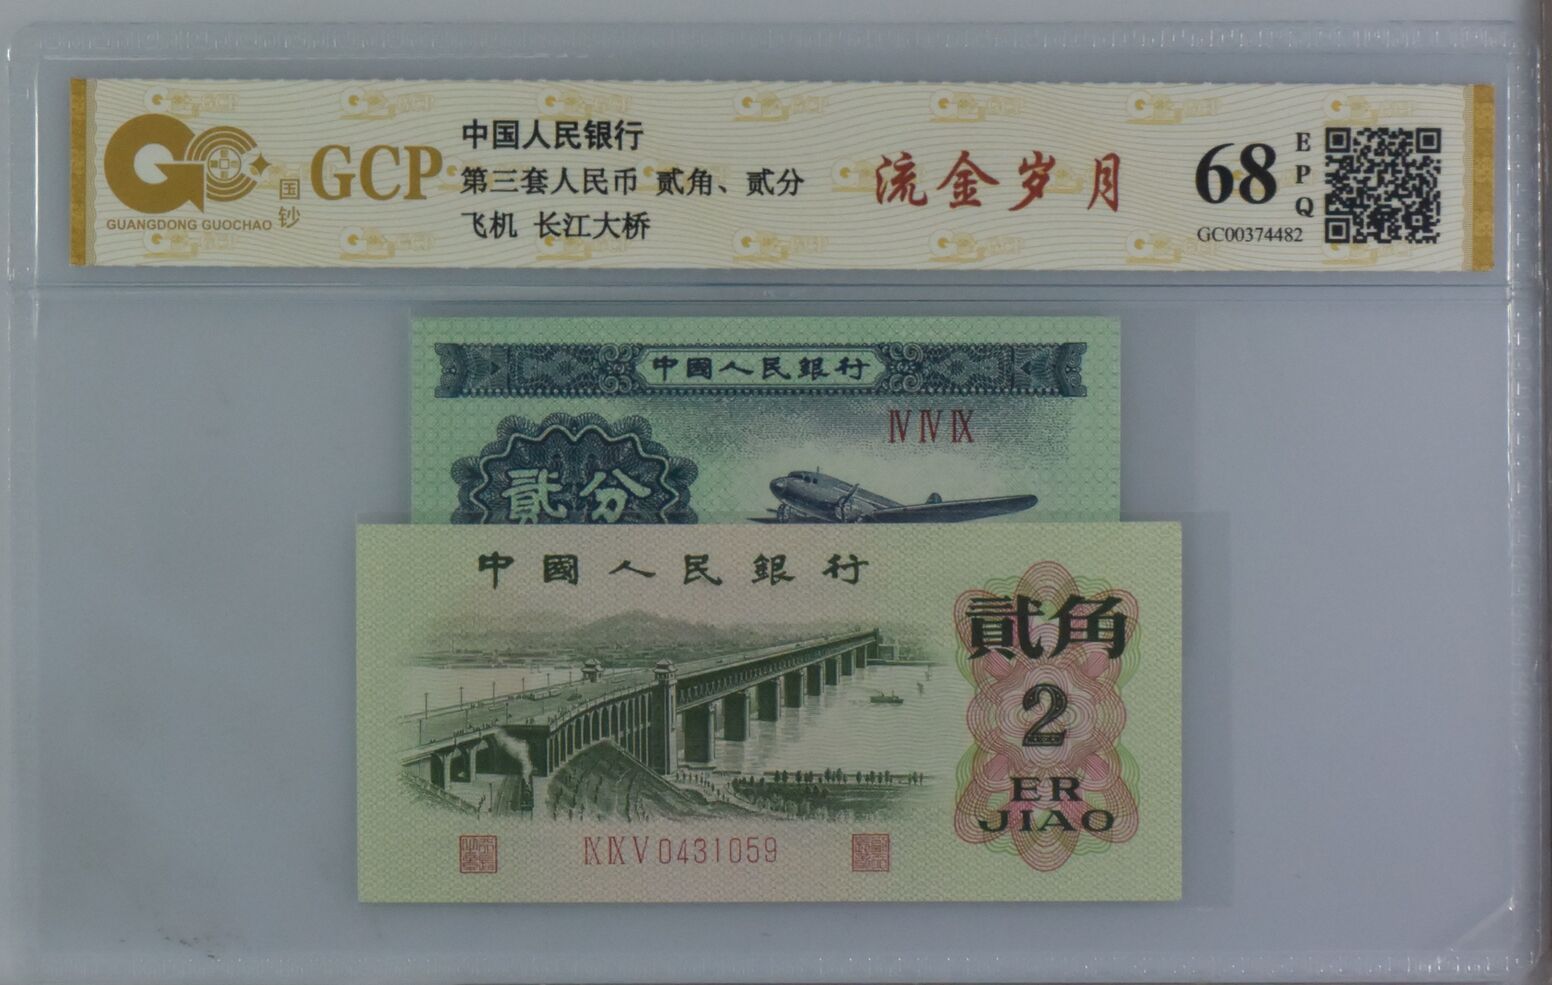 GUANGDONG GUOCHAO
国钞
GCP
中国人民银行
第三套人民币 贰角、贰分
飞机 长江大桥
流金岁月
68
EPQ
GC00374482
中國人民銀行
ⅣⅣⅨ
貳分
中國人民銀行
貳角
2
ER
JIAO
ⅨⅨⅤ0431059